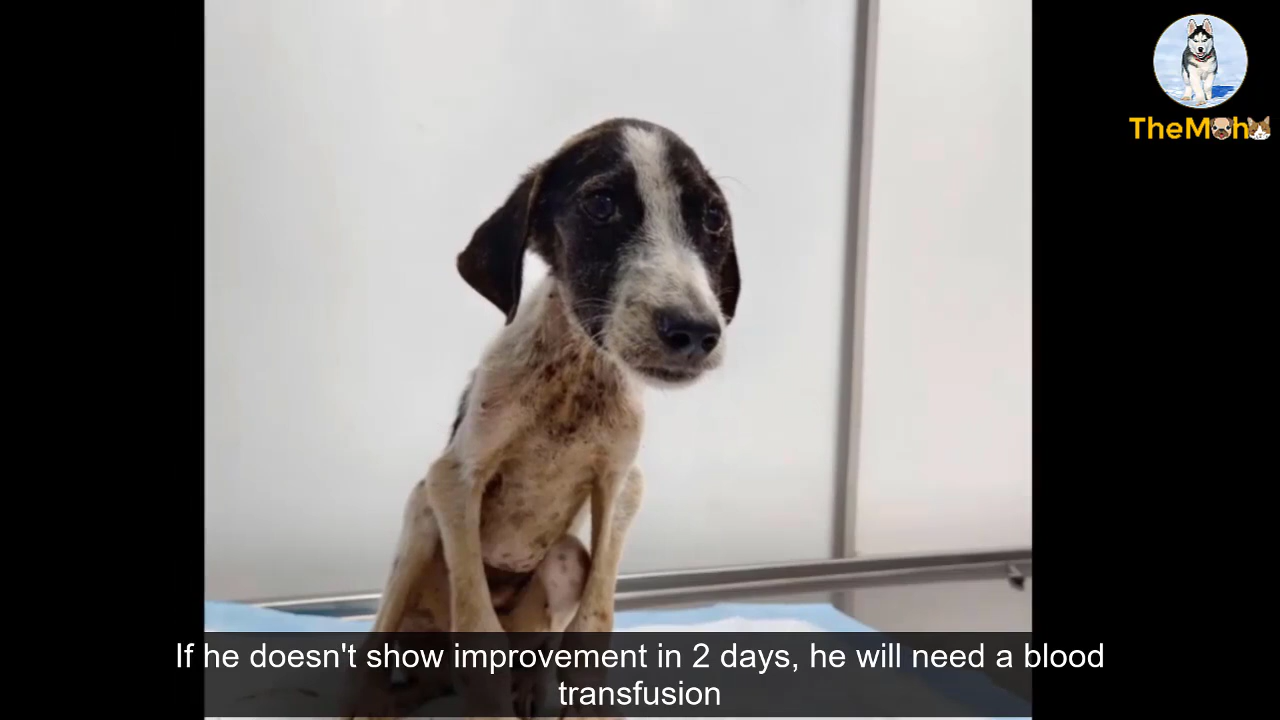 TheMoh
If he doesn't show improvement in 2 days, he will need a blood
transfusion